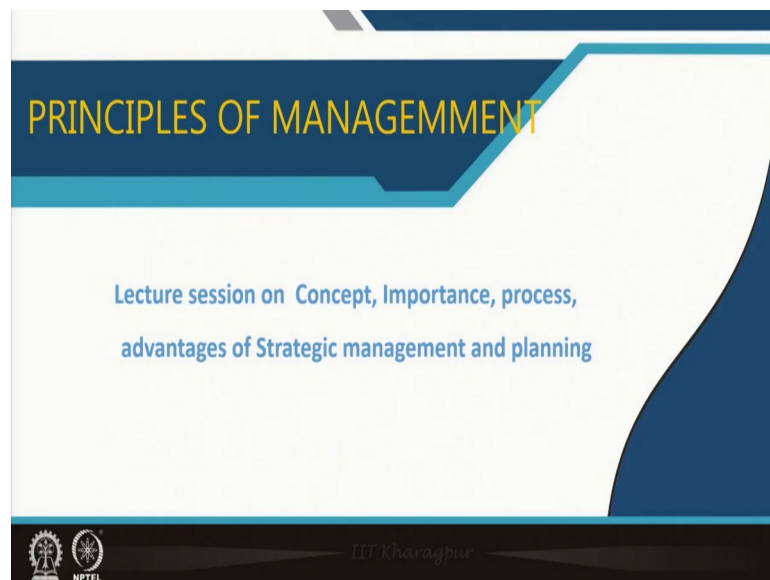 PRINCIPLES OF MANAGEMMENT
Lecture session on Concept, Importance, process,
advantages of Strategic management and planning
IIT Kharagpur
NPTEL